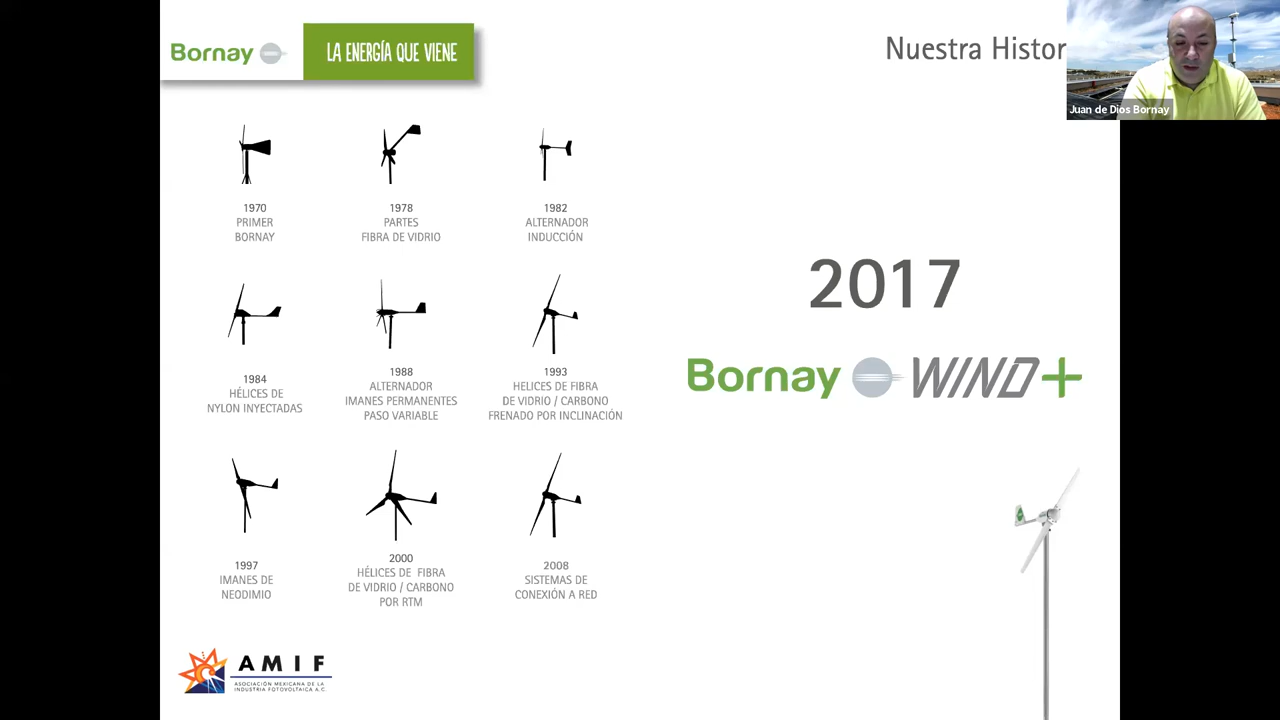 Bornay
LA ENERGÍA QUE VIENE
Nuestra Histor
Juan de Dios Bornay
1970
PRIMER
BORNAY
1978
PARTES
FIBRA DE VIDRIO
1982
ALTERNADOR
INDUCCIÓN
1984
HÉLICES DE
NYLON INYECTADAS
1988
ALTERNADOR
IMANES PERMANENTES
PASO VARIABLE
1993
HELICES DE FIBRA
DE VIDRIO / CARBONO
FRENADO POR INCLINACIÓN
1997
IMANES DE
NEODIMIO
2000
HÉLICES DE FIBRA
DE VIDRIO / CARBONO
POR RTM
2008
SISTEMAS DE
CONEXIÓN A RED
2017
Bornay WIND+
AMIF
ASOCIACIÓN MEXICANA DE LA
INDUSTRIA FOTOVOLTAICA A.C.